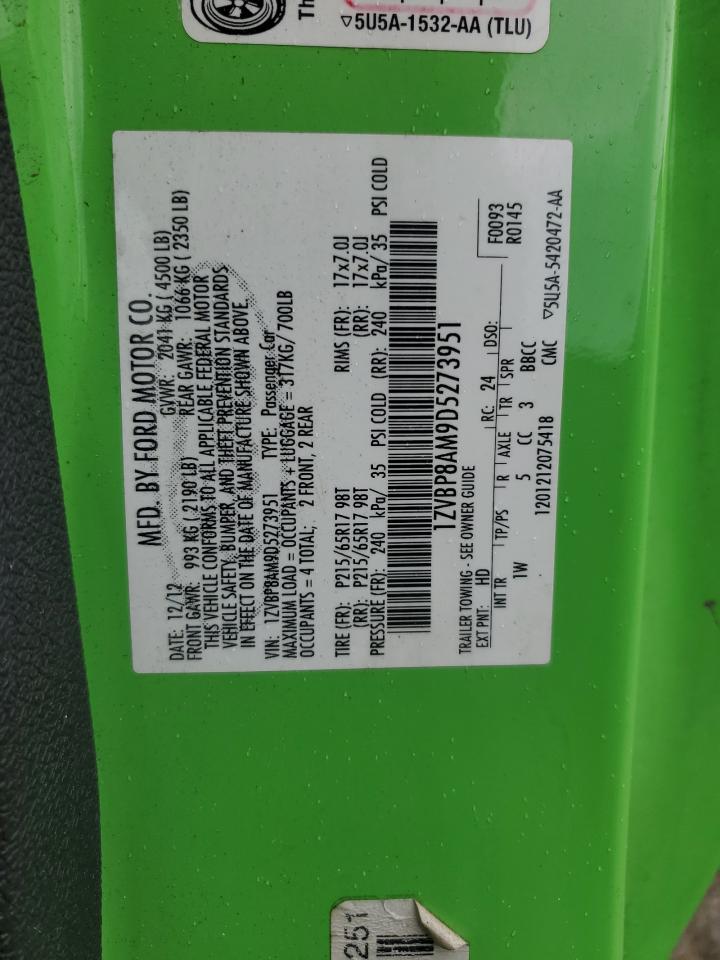 Th
▽5U5A-1532-AA (TLU)
MFD. BY FORD MOTOR CO.
DATE: 12/12 GVWR: 2041 KG ( 4500 LB)
FRONT GAWR: 993 KG ( 2190 LB) REAR GAWR: 1066 KG ( 2350 LB)
THIS VEHICLE CONFORMS TO ALL APPLICABLE FEDERAL MOTOR
VEHICLE SAFETY, BUMPER, AND THEFT PREVENTION STANDARDS
IN EFFECT ON THE DATE OF MANUFACTURE SHOWN ABOVE.
VIN: 1ZVBP8AM9D5273951 TYPE: Passenger Car
MAXIMUM LOAD = OCCUPANTS + LUGGAGE = 317KG/ 700LB
OCCUPANTS = 4 TOTAL; 2 FRONT, 2 REAR
TIRE (FR): P215/65R17 98T RIMS (FR): 17x7.0J
(RR): P215/65R17 98T (RR): 17x7.0J
PRESSURE (FR): 240 kPa/ 35 PSI COLD (RR): 240 kPa/ 35 PSI COLD
1ZVBP8AM9D5273951
TRAILER TOWING - SEE OWNER GUIDE
EXT PNT: HD RC: 24 DSO: F0093
R0145
INT TR TP/PS R AXLE TR SPR
1W 5 CC 3 BBCC
1201212075418 CMC
▽5U5A-5420472-AA
251